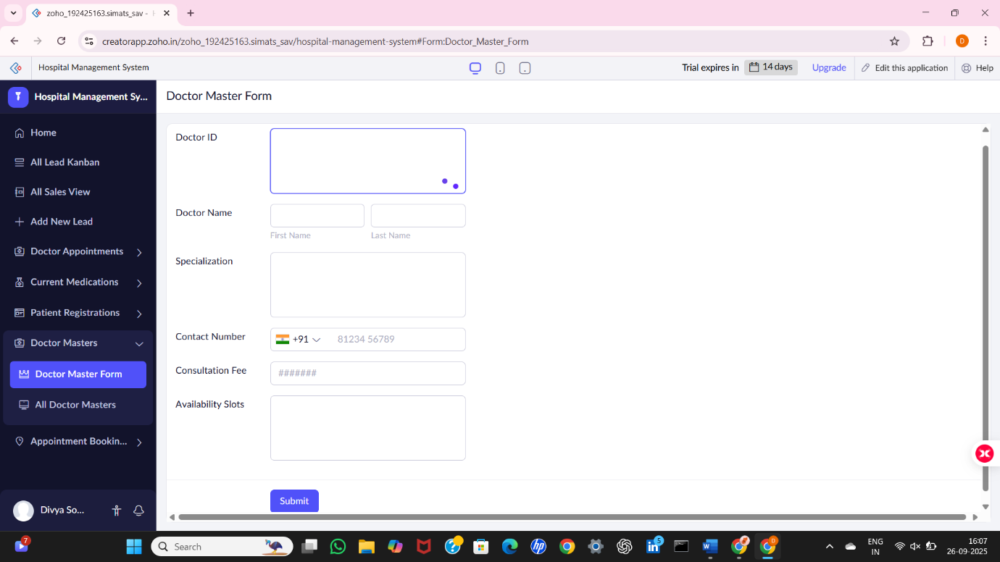 zoho_192425163.simats_sav -
creatorapp.zoho.in/zoho_192425163.simats_sav/hospital-management-system#Form:Doctor_Master_Form
D
Hospital Management System
Trial expires in
14 days
Upgrade
Edit this application
Help
Hospital Management Sy...
Doctor Master Form
Home
All Lead Kanban
All Sales View
Add New Lead
Doctor Appointments
Current Medications
Patient Registrations
Doctor Masters
Doctor Master Form
All Doctor Masters
Appointment Bookin...
Divya So...
Doctor ID
Doctor Name
First Name
Last Name
Specialization
Contact Number
+91
81234 56789
Consultation Fee
#######
Availability Slots
Submit
7
Search
hp
5
D
ENG
IN
16:07
26-09-2025